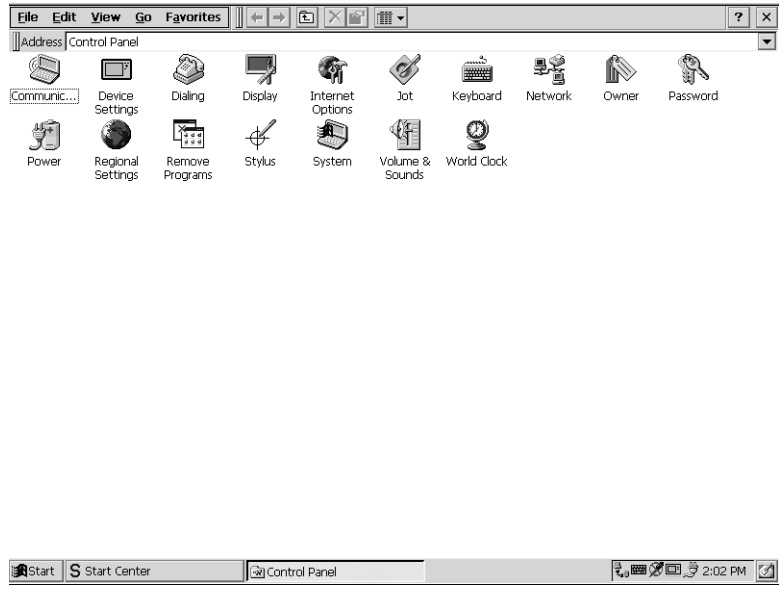 File Edit View Go Favorites ? ×
Address Control Panel
Communic... Device Settings Dialing Display Internet Options Jot Keyboard Network Owner Password
Power Regional Settings Remove Programs Stylus System Volume & Sounds World Clock
Start S Start Center Control Panel 2:02 PM